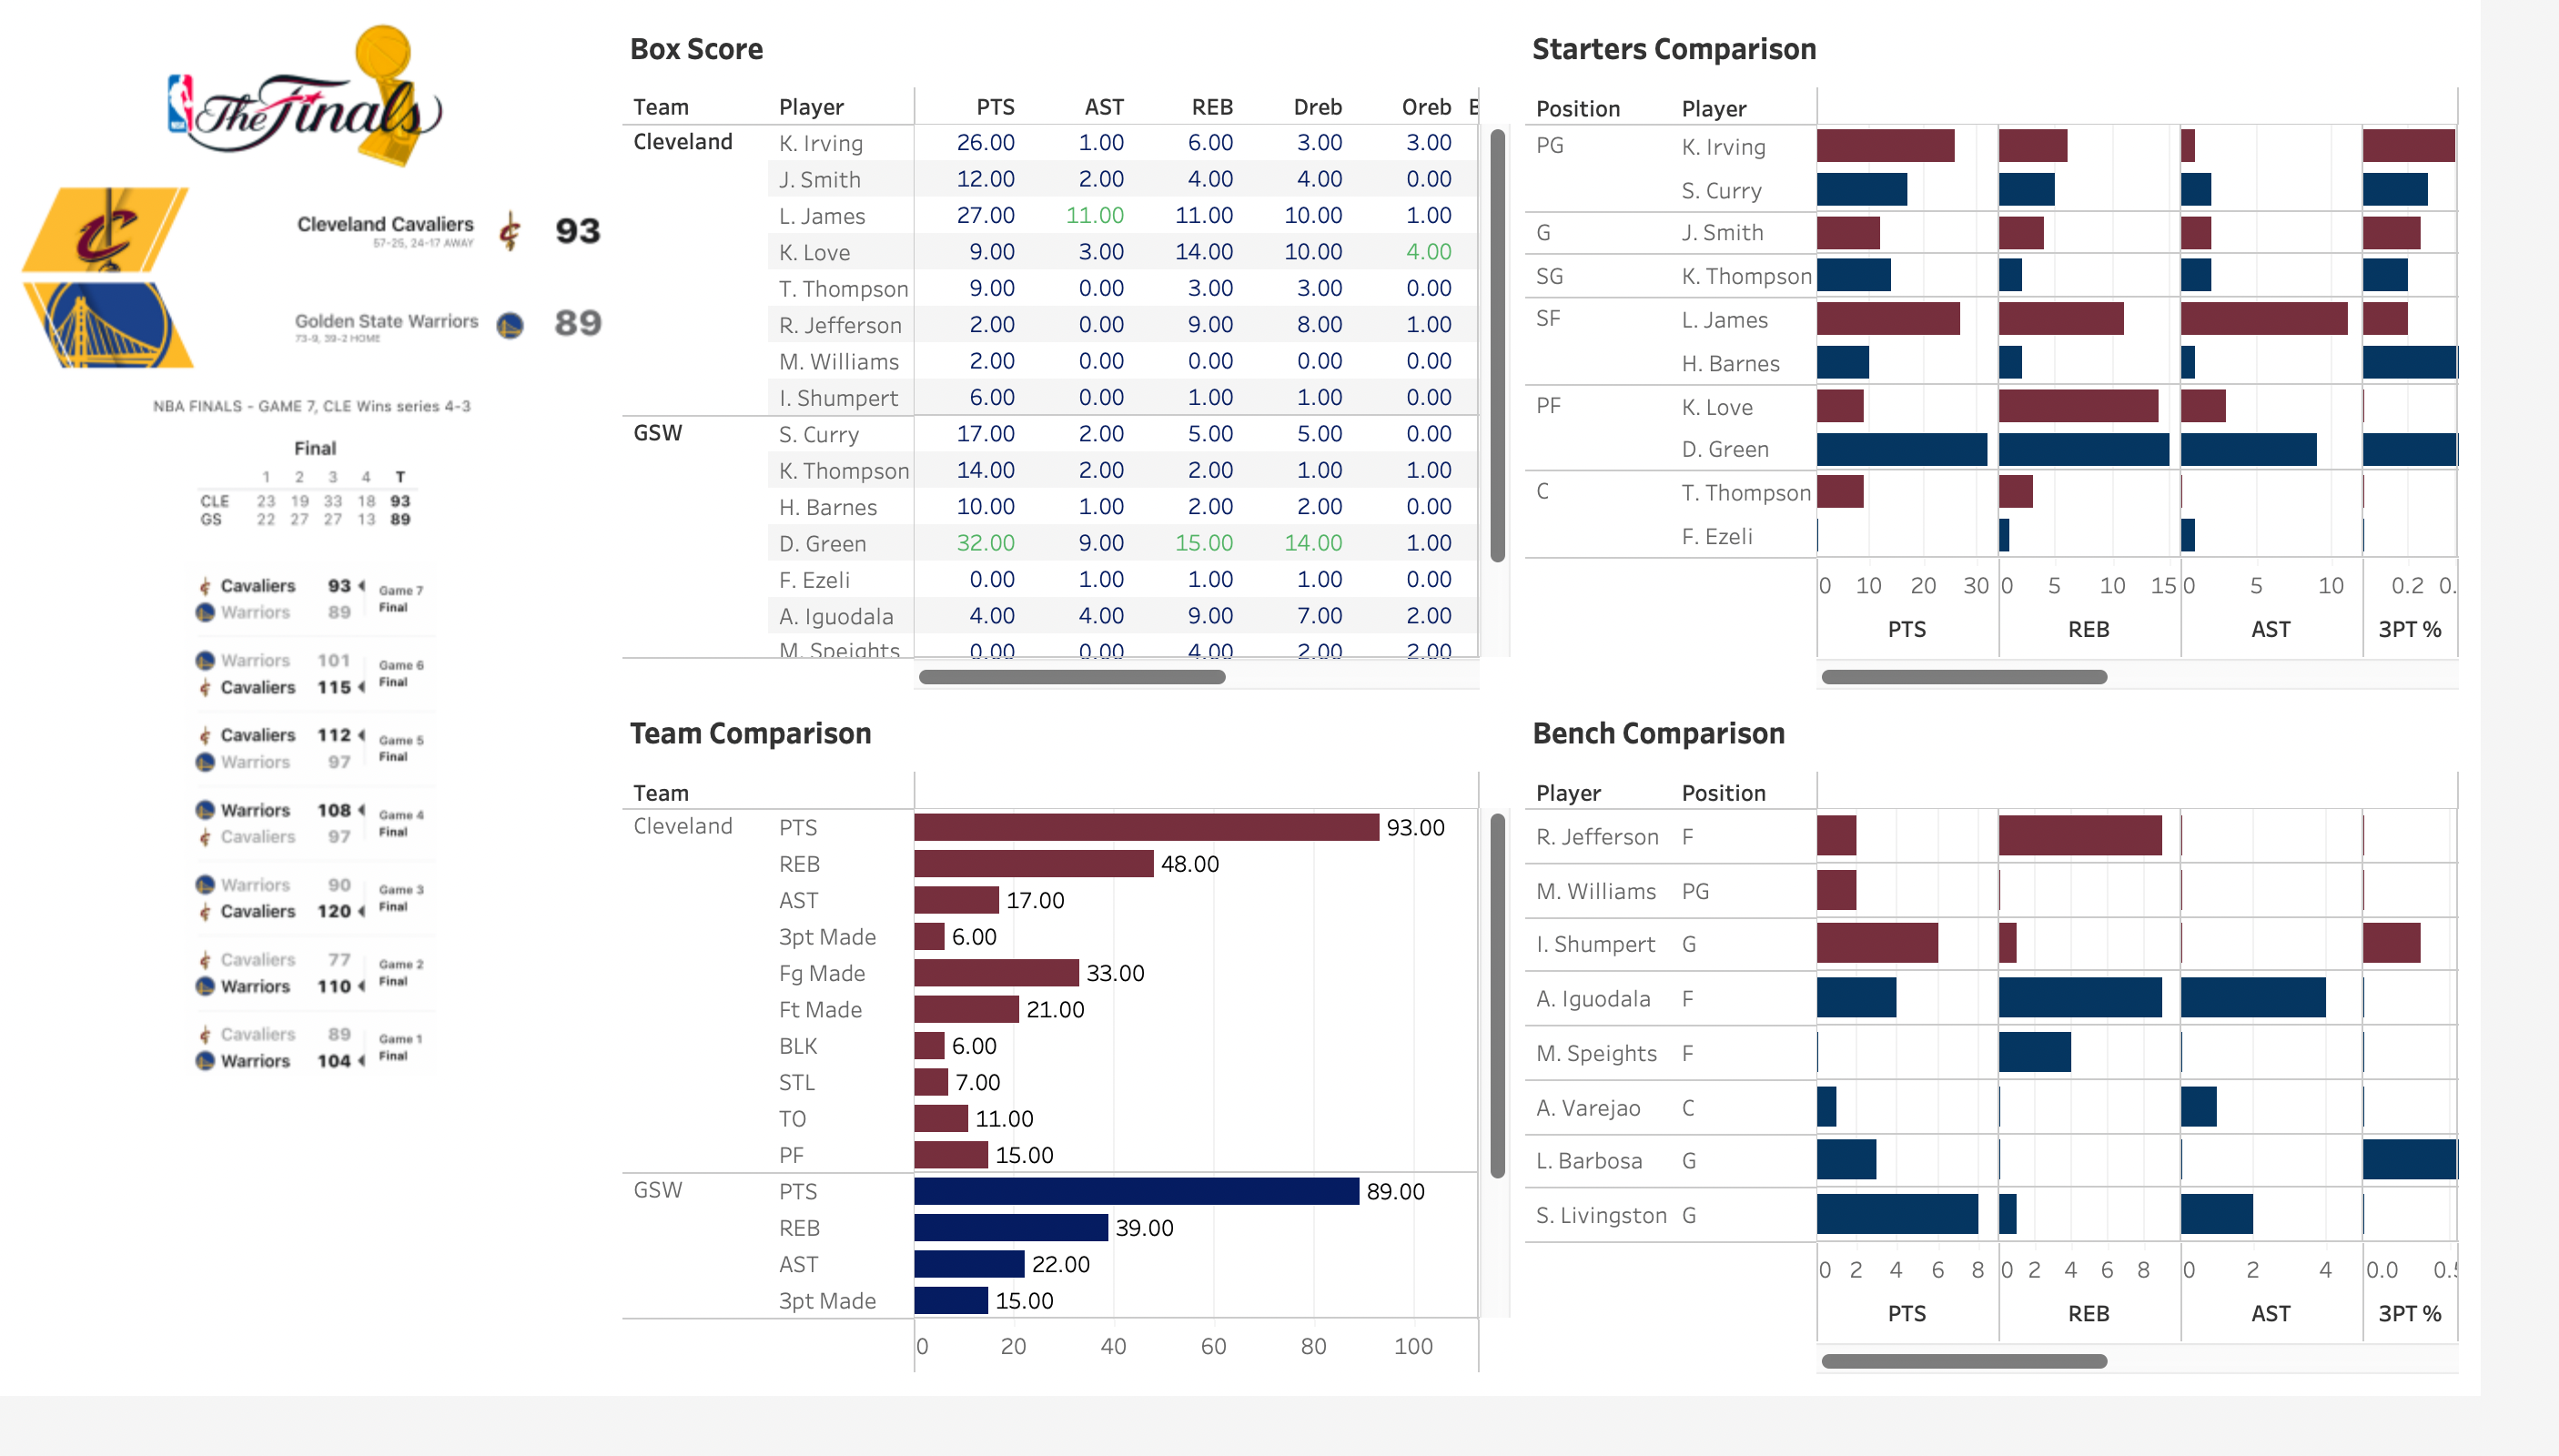 The Finals
Cleveland Cavaliers 93
57-25, 24-17 AWAY
Golden State Warriors 89
73-9, 39-2 HOME
NBA FINALS - GAME 7, CLE Wins series 4-3
Final
1 2 3 4 T
CLE 23 19 33 18 93
GS 22 27 27 13 89
Cavaliers 93 Game 7
Warriors 89 Final
Warriors 101 Game 6
Cavaliers 115 Final
Cavaliers 112 Game 5
Warriors 97 Final
Warriors 108 Game 4
Cavaliers 97 Final
Warriors 90 Game 3
Cavaliers 120 Final
Cavaliers 77 Game 2
Warriors 110 Final
Cavaliers 89 Game 1
Warriors 104 Final
Box Score
Team Player PTS AST REB Dreb Oreb
Cleveland K. Irving 26.00 1.00 6.00 3.00 3.00
J. Smith 12.00 2.00 4.00 4.00 0.00
L. James 27.00 11.00 11.00 10.00 1.00
K. Love 9.00 3.00 14.00 10.00 4.00
T. Thompson 9.00 0.00 3.00 3.00 0.00
R. Jefferson 2.00 0.00 9.00 8.00 1.00
M. Williams 2.00 0.00 0.00 0.00 0.00
I. Shumpert 6.00 0.00 1.00 1.00 0.00
GSW S. Curry 17.00 2.00 5.00 5.00 0.00
K. Thompson 14.00 2.00 2.00 1.00 1.00
H. Barnes 10.00 1.00 2.00 2.00 0.00
D. Green 32.00 9.00 15.00 14.00 1.00
F. Ezeli 0.00 1.00 1.00 1.00 0.00
A. Iguodala 4.00 4.00 9.00 7.00 2.00
M. Speights 0.00 0.00 4.00 2.00 2.00
Starters Comparison
Position Player
PG K. Irving
S. Curry
G J. Smith
SG K. Thompson
SF L. James
H. Barnes
PF K. Love
D. Green
C T. Thompson
F. Ezeli
0 10 20 30 0 5 10 15 0 5 10 0.2 0.
PTS REB AST 3PT %
Team Comparison
Team
Cleveland PTS 93.00
REB 48.00
AST 17.00
3pt Made 6.00
Fg Made 33.00
Ft Made 21.00
BLK 6.00
STL 7.00
TO 11.00
PF 15.00
GSW PTS 89.00
REB 39.00
AST 22.00
3pt Made 15.00
0 20 40 60 80 100
Bench Comparison
Player Position
R. Jefferson F
M. Williams PG
I. Shumpert G
A. Iguodala F
M. Speights F
A. Varejao C
L. Barbosa G
S. Livingston G
0 2 4 6 8 0 2 4 6 8 0 2 4 0.0
PTS REB AST 3PT %